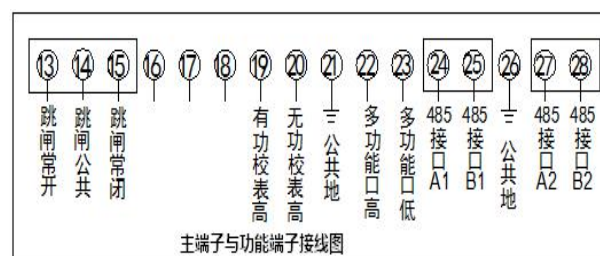 13 14 15 16 17 18 19 20 21 22 23 24 25 26 27 28
跳闸常开
跳闸公共
跳闸常闭
有功校表高
无功校表高
公共地
多功能口高
多功能口低
485接口A1
485接口B1
公共地
485接口A2
485接口B2
主端子与功能端子接线图